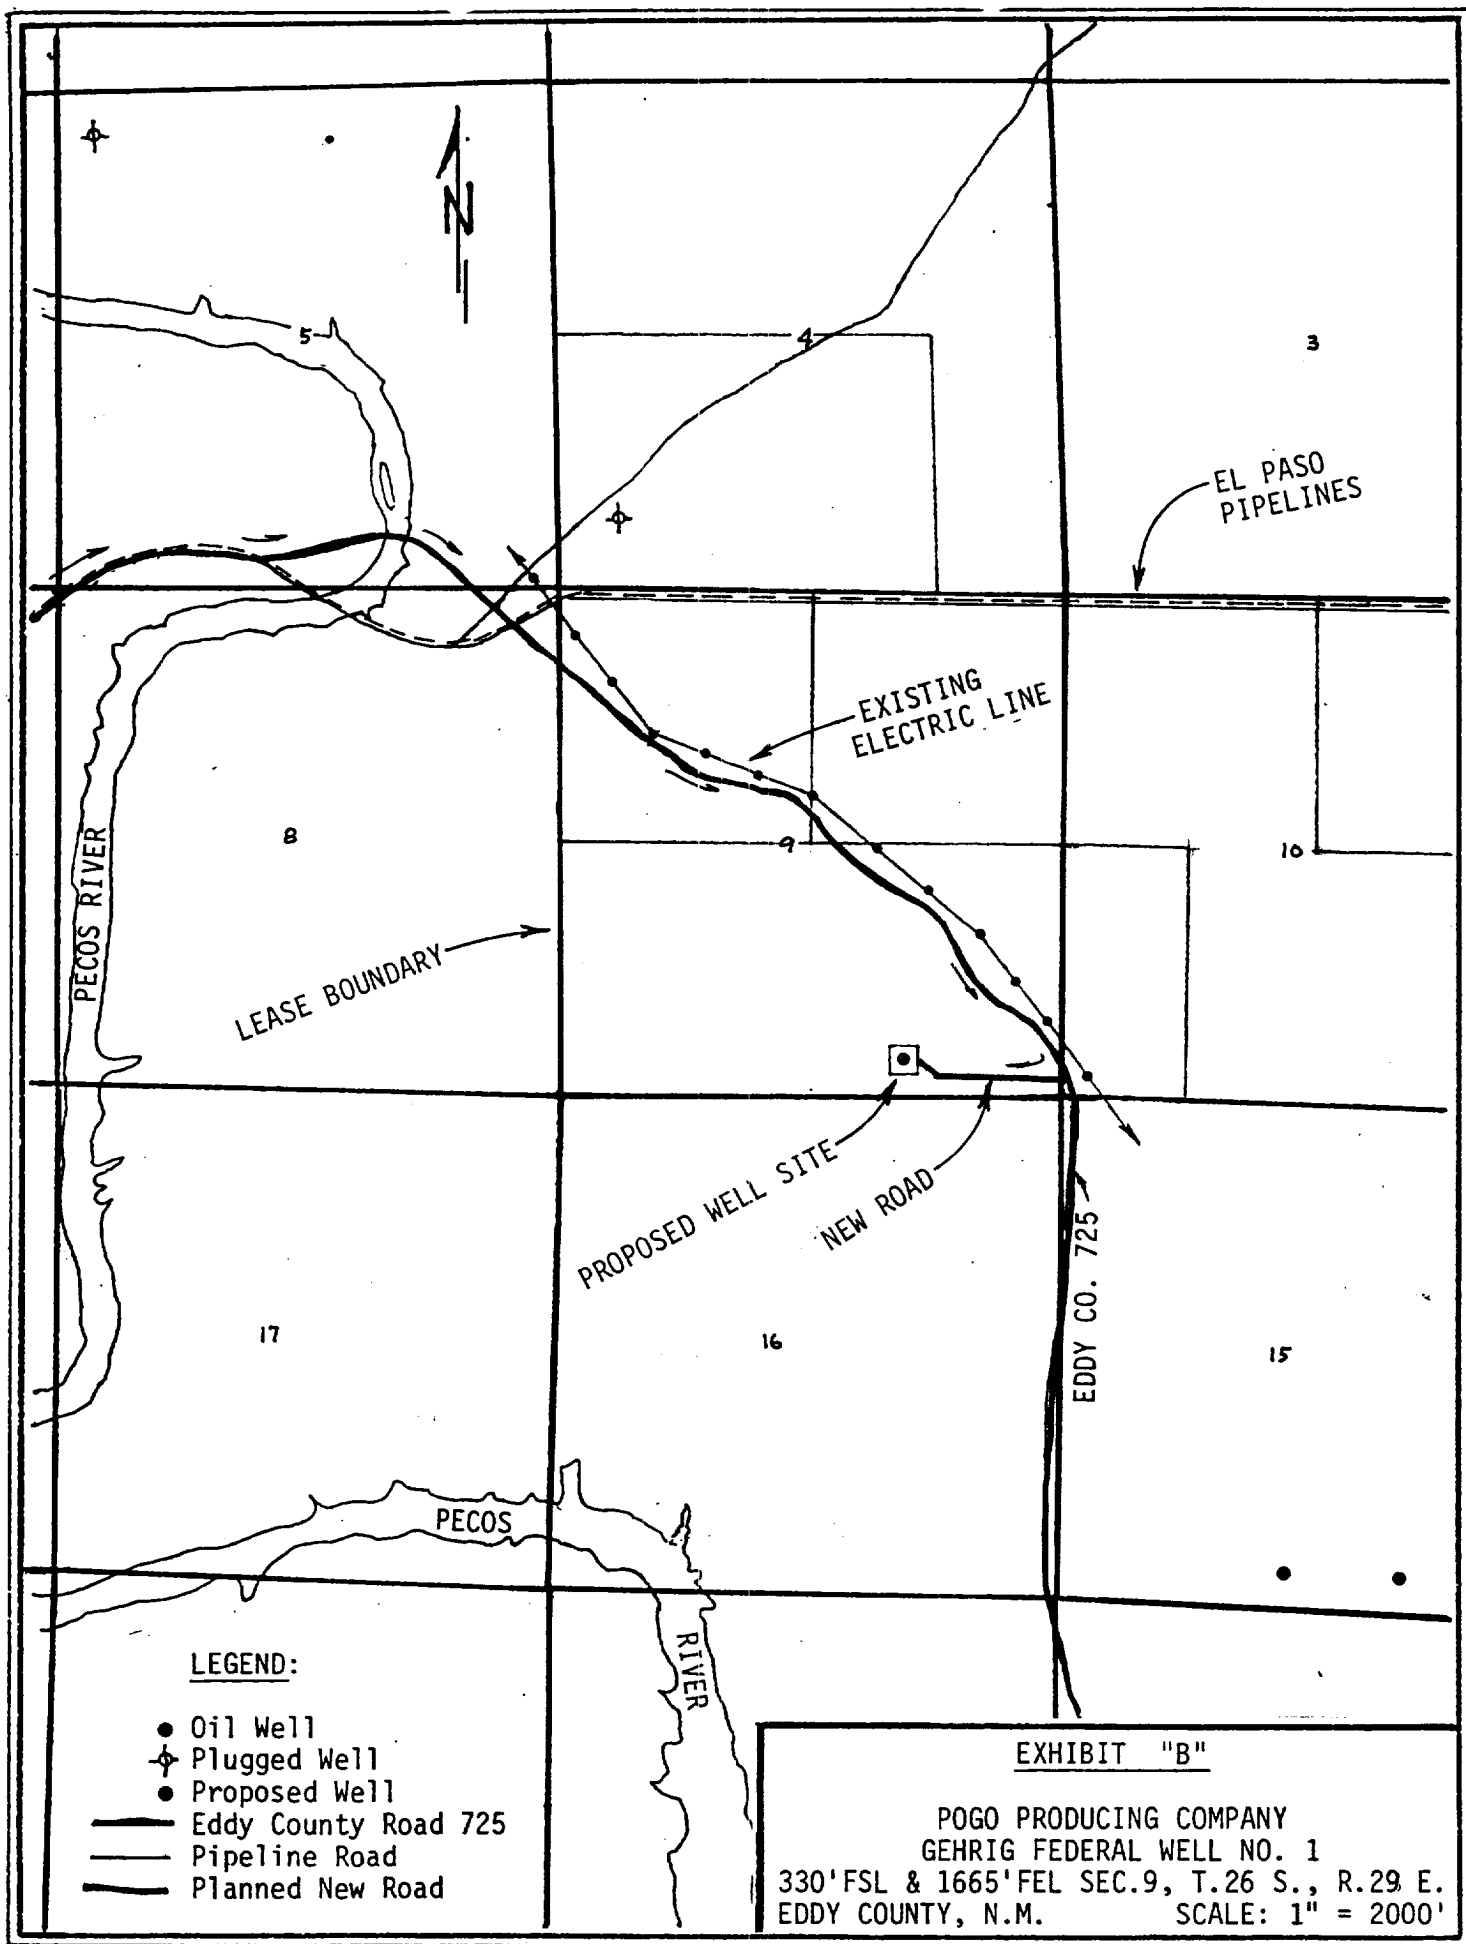 N
5
4
3
EL PASO
PIPELINES
EXISTING
ELECTRIC LINE
8
9
10
PECOS RIVER
LEASE BOUNDARY
PROPOSED WELL SITE
NEW ROAD
EDDY CO. 725
17
16
15
PECOS
RIVER
LEGEND:
Oil Well
Plugged Well
Proposed Well
Eddy County Road 725
Pipeline Road
Planned New Road
EXHIBIT "B"
POGO PRODUCING COMPANY
GEHRIG FEDERAL WELL NO. 1
330'FSL & 1665'FEL SEC.9, T.26 S., R.29 E.
EDDY COUNTY, N.M. SCALE: 1" = 2000'